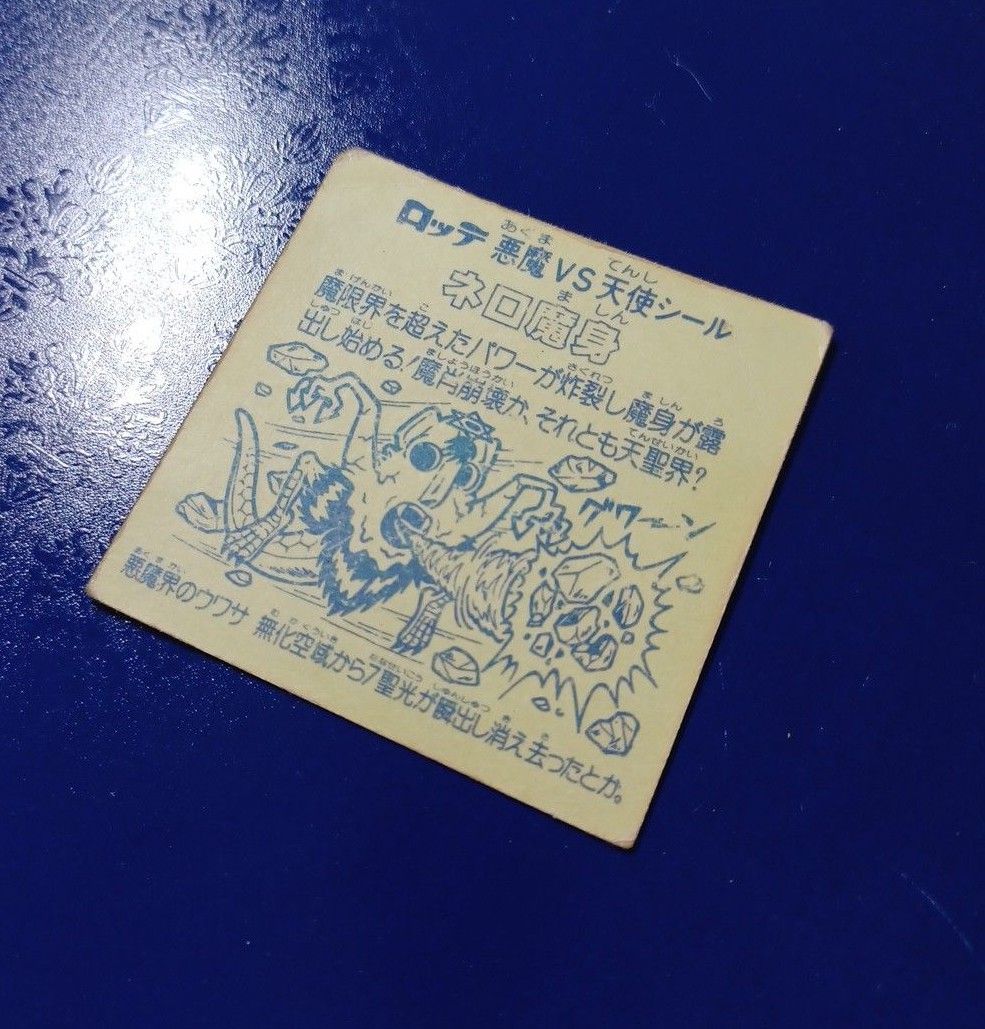 ロッテ 悪魔VS天使シール
ネロ魔身
魔限界を超えたパワーが炸裂し魔身が露
出し始める!魔肖崩壊か、それとも天聖界?
グワーン
悪魔界のウワサ 無化空域から7聖光が瞬出し消え去ったとか。